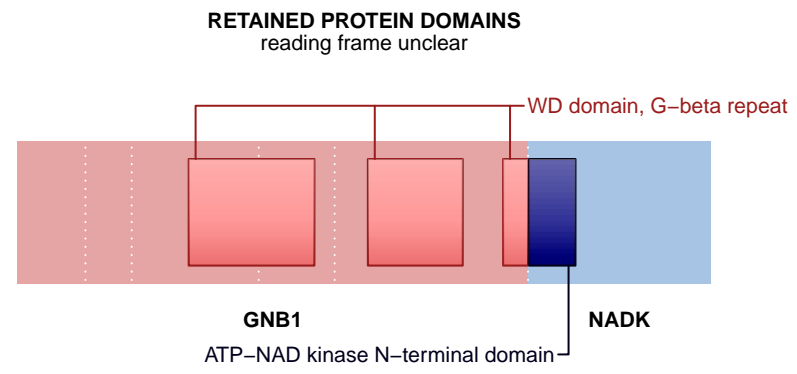 RETAINED PROTEIN DOMAINS
reading frame unclear
WD domain, G−beta repeat
GNB1
NADK
ATP−NAD kinase N−terminal domain